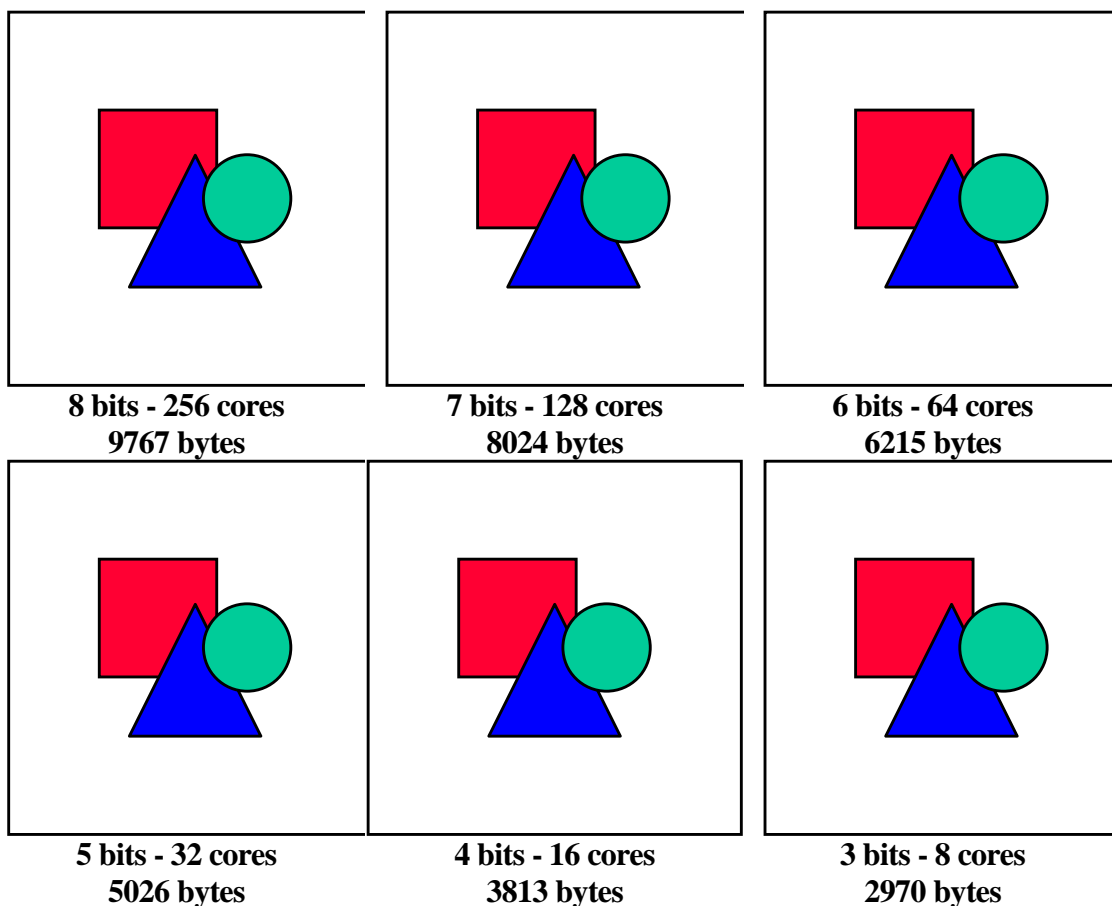 8 bits - 256 cores
9767 bytes
7 bits - 128 cores
8024 bytes
6 bits - 64 cores
6215 bytes
5 bits - 32 cores
5026 bytes
4 bits - 16 cores
3813 bytes
3 bits - 8 cores
2970 bytes